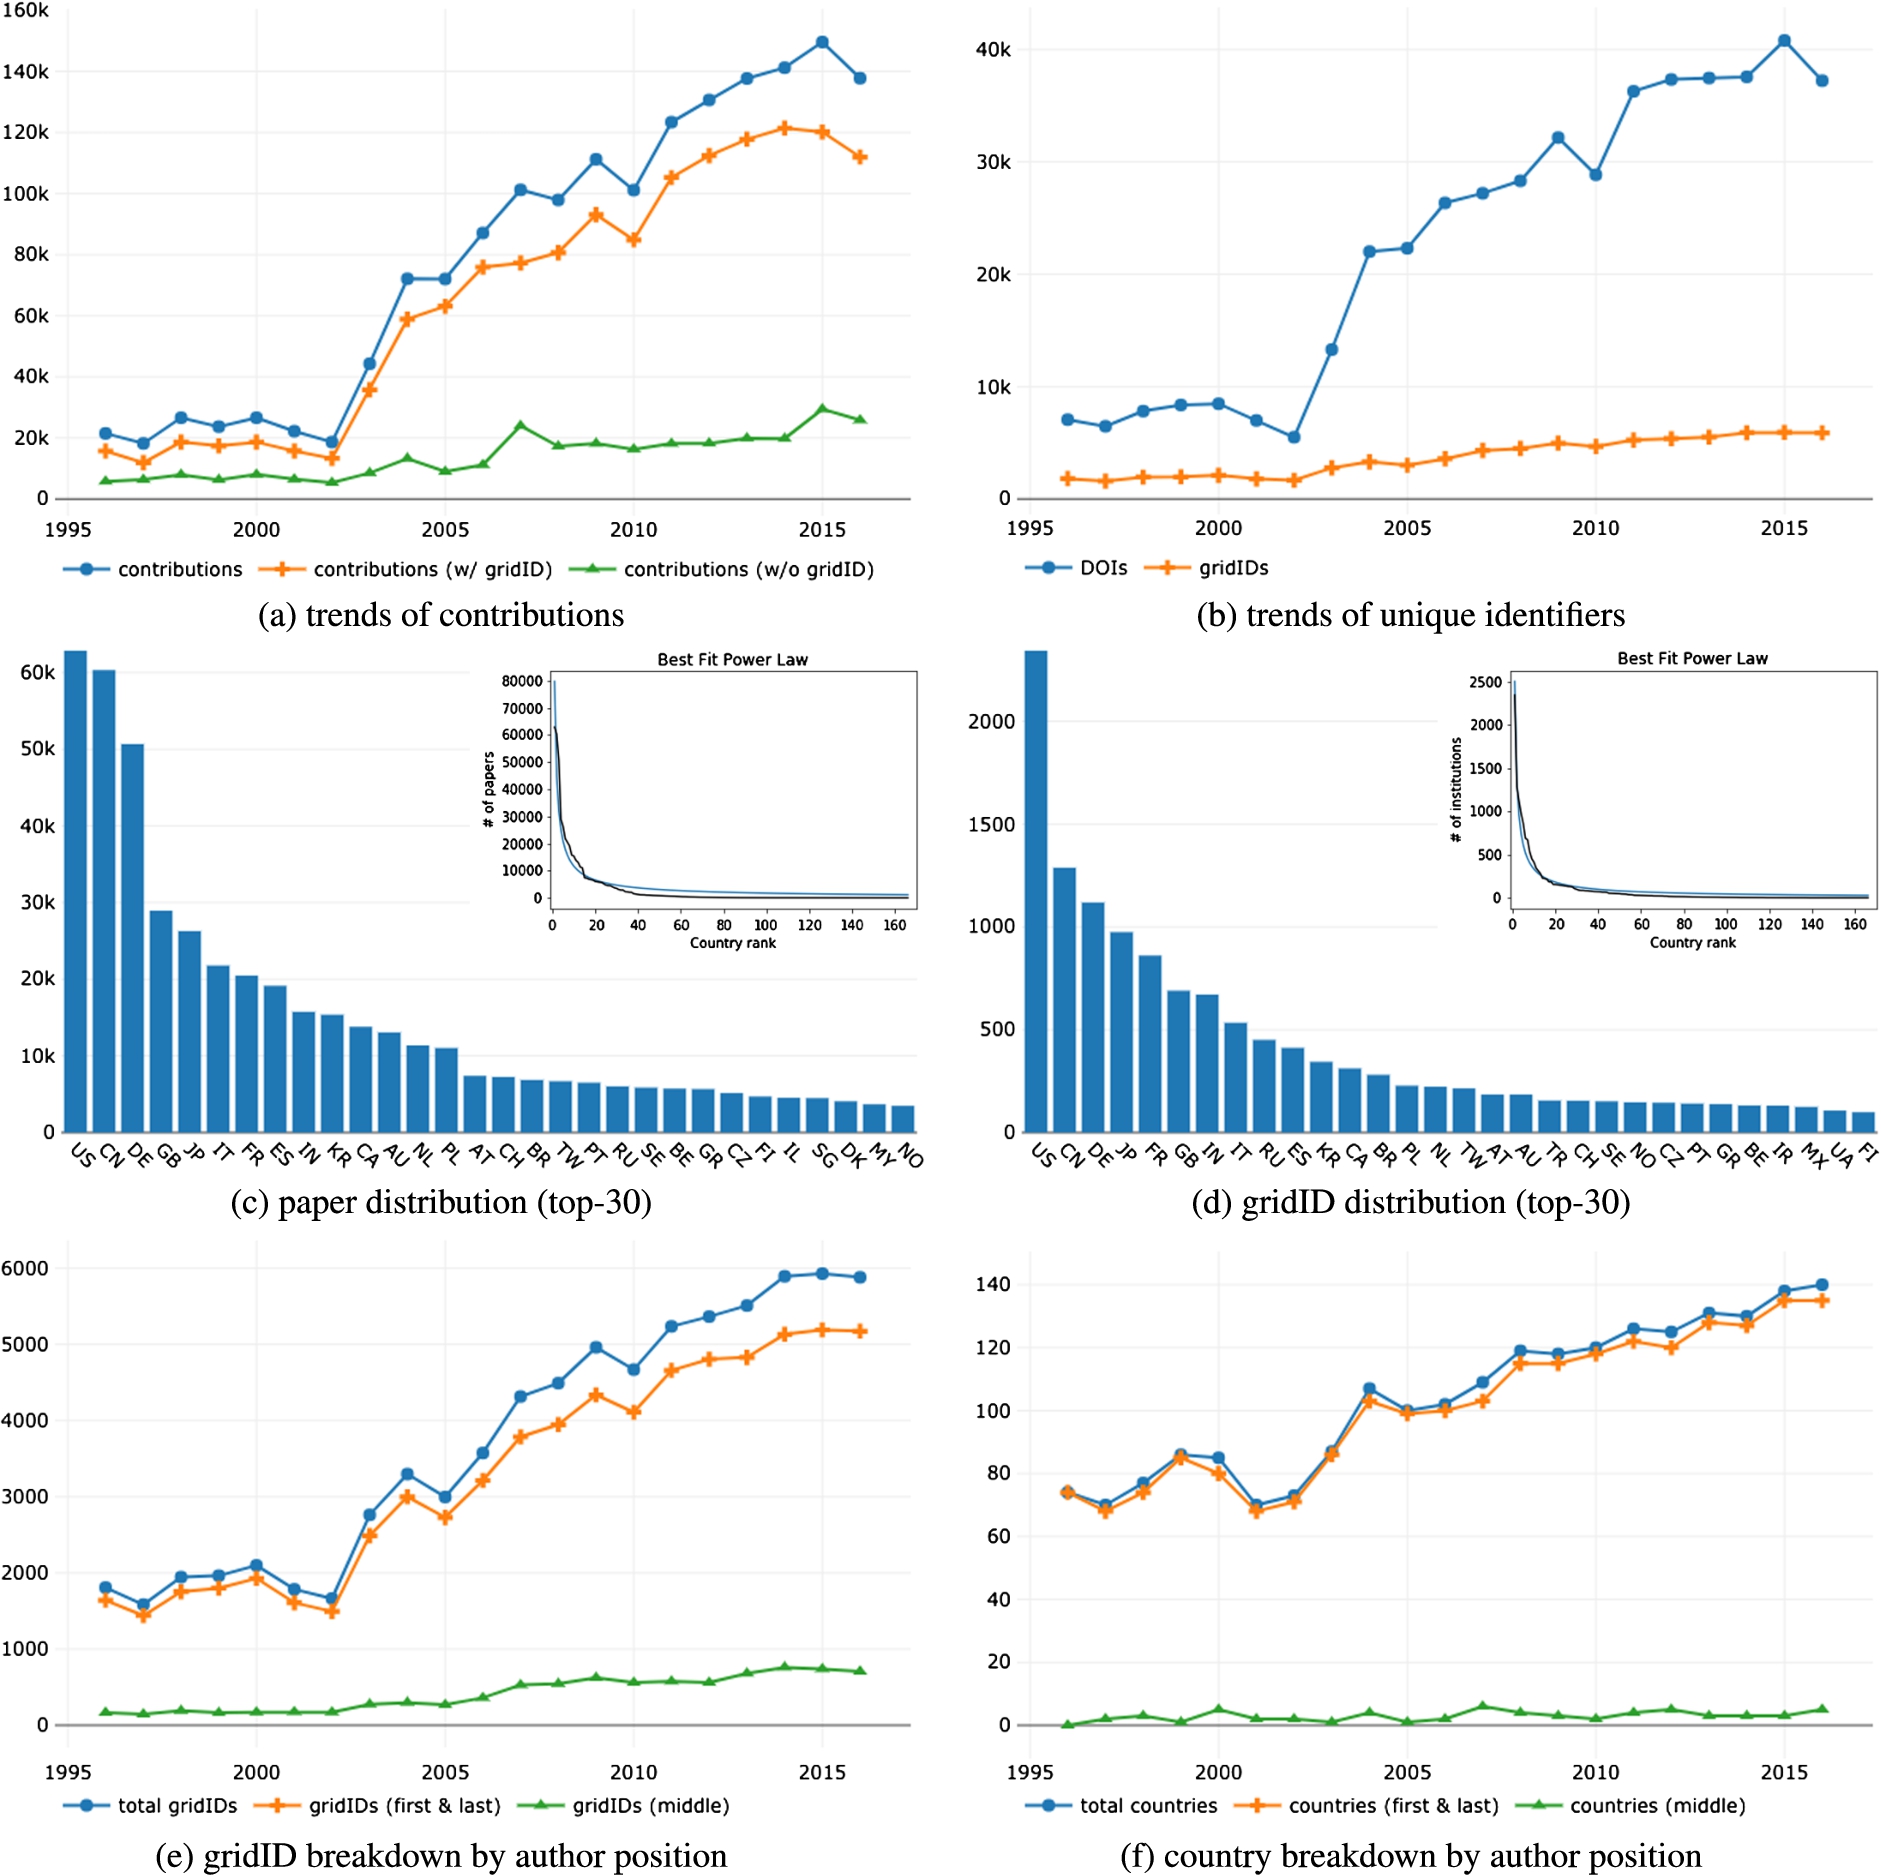 160k
140k
120k
100k
80k
60k
40k
20k
0
1995 2000 2005 2010 2015
contributions contributions (w/ gridID) contributions (w/o gridID)
(a) trends of contributions
40k
30k
20k
10k
0
1995 2000 2005 2010 2015
DOIs gridIDs
(b) trends of unique identifiers
60k
50k
40k
30k
20k
10k
0
US CN DE GB JP IT FR ES IN KR CA AU NL PL AT CH BR TW PT RU SE BE GR CZ FI IL SG DK MY NO
Best Fit Power Law
# of papers
80000
70000
60000
50000
40000
30000
20000
10000
0
0 20 40 60 80 100 120 140 160
Country rank
(c) paper distribution (top-30)
2000
1500
1000
500
0
US CN DE JP FR GB IN IT RU ES KR CA BR PL NL TW AT AU TR CH SE NO CZ PT GR BE IR MX UA FI
Best Fit Power Law
# of institutions
2500
2000
1500
1000
500
0
0 20 40 60 80 100 120 140 160
Country rank
(d) gridID distribution (top-30)
6000
5000
4000
3000
2000
1000
0
1995 2000 2005 2010 2015
total gridIDs gridIDs (first & last) gridIDs (middle)
(e) gridID breakdown by author position
140
120
100
80
60
40
20
0
1995 2000 2005 2010 2015
total countries countries (first & last) countries (middle)
(f) country breakdown by author position